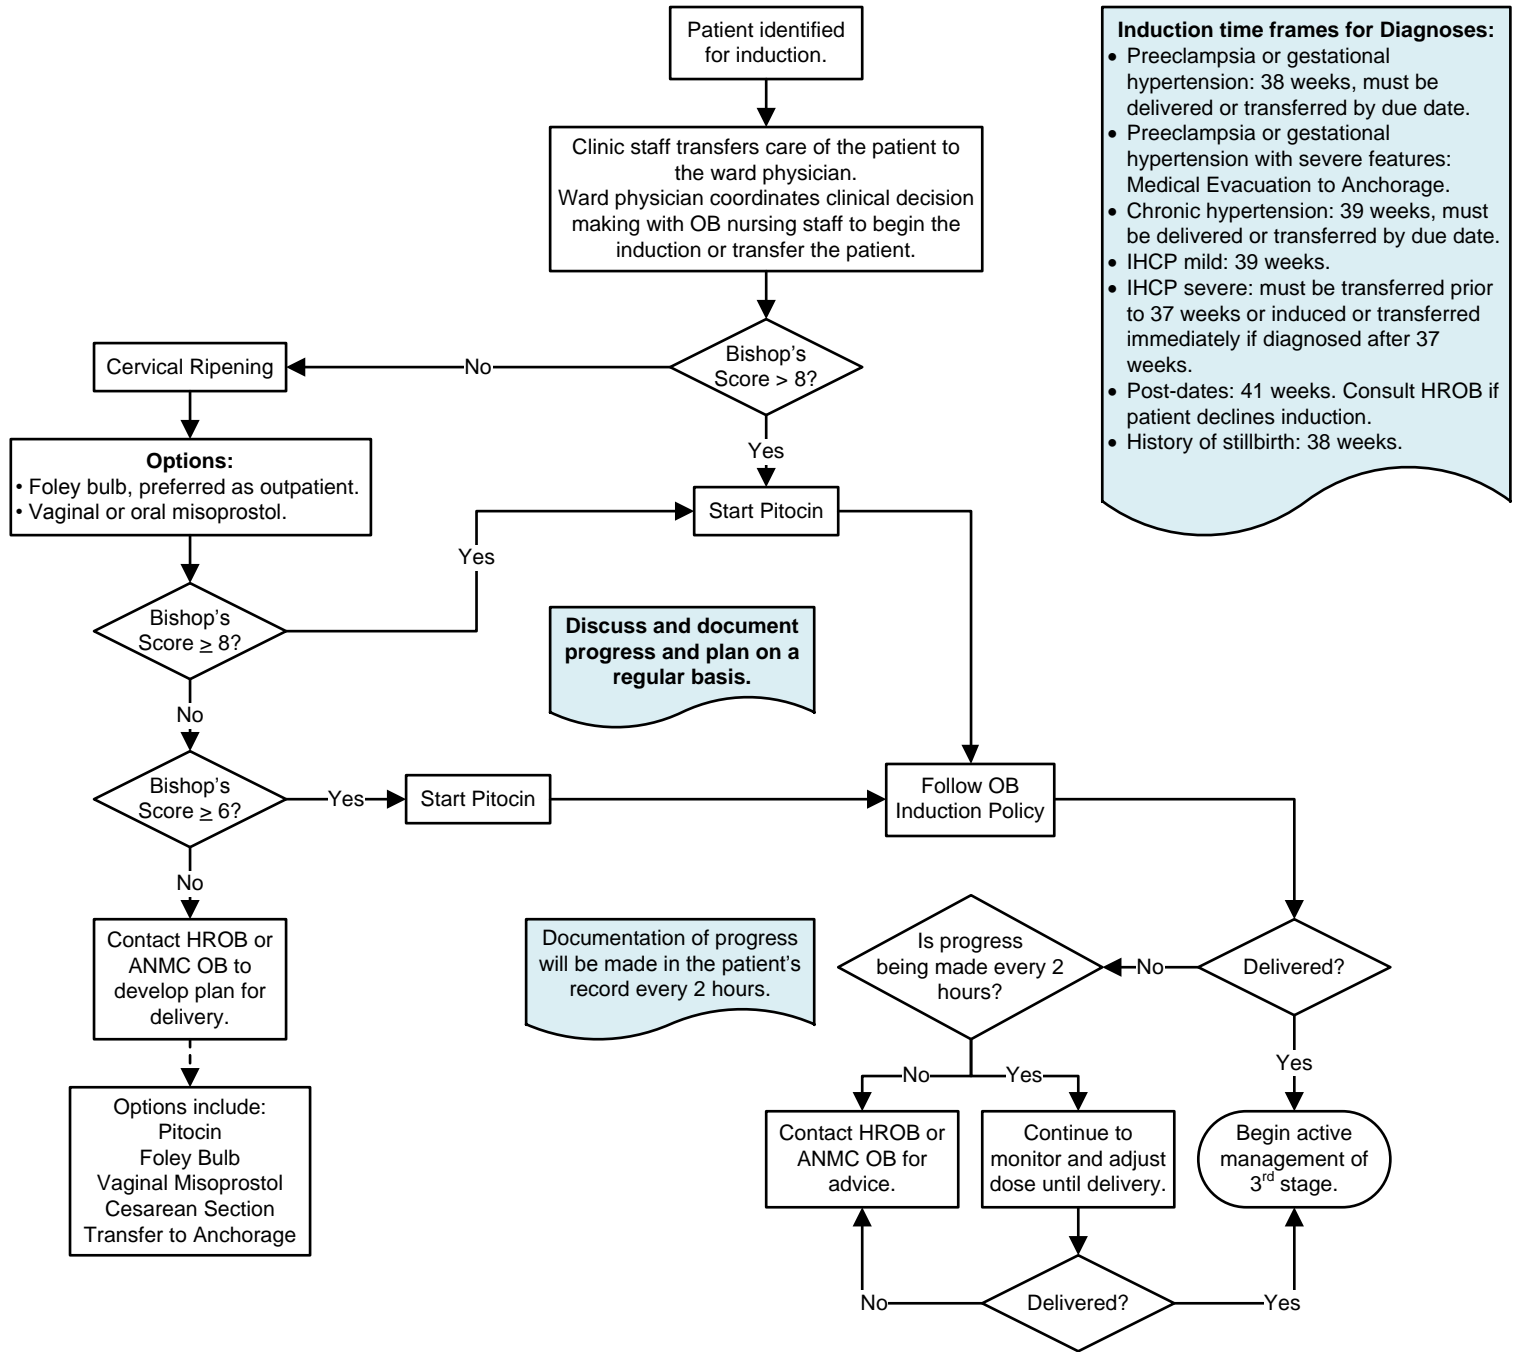 Patient identified
for induction.
Clinic staff transfers care of the patient to
the ward physician.
Ward physician coordinates clinical decision
making with OB nursing staff to begin the
induction or transfer the patient.
Induction time frames for Diagnoses:
• Preeclampsia or gestational
hypertension: 38 weeks, must be
delivered or transferred by due date.
• Preeclampsia or gestational
hypertension with severe features:
Medical Evacuation to Anchorage.
• Chronic hypertension: 39 weeks, must
be delivered or transferred by due date.
• IHCP mild: 39 weeks.
• IHCP severe: must be transferred prior
to 37 weeks or induced or transferred
immediately if diagnosed after 37
weeks.
• Post-dates: 41 weeks. Consult HROB if
patient declines induction.
• History of stillbirth: 38 weeks.
Bishop's
Score > 8?
No
Cervical Ripening
Yes
Options:
• Foley bulb, preferred as outpatient.
• Vaginal or oral misoprostol.
Start Pitocin
Yes
Bishop's
Score ≥ 8?
Discuss and document
progress and plan on a
regular basis.
No
Bishop's
Score ≥ 6?
Yes
Start Pitocin
Follow OB
Induction Policy
No
Contact HROB or
ANMC OB to
develop plan for
delivery.
Options include:
Pitocin
Foley Bulb
Vaginal Misoprostol
Cesarean Section
Transfer to Anchorage
Documentation of progress
will be made in the patient's
record every 2 hours.
Is progress
being made every 2
hours?
No
Delivered?
Yes
No
Yes
Contact HROB or
ANMC OB for
advice.
Continue to
monitor and adjust
dose until delivery.
Begin active
management of
3rd stage.
No
Delivered?
Yes